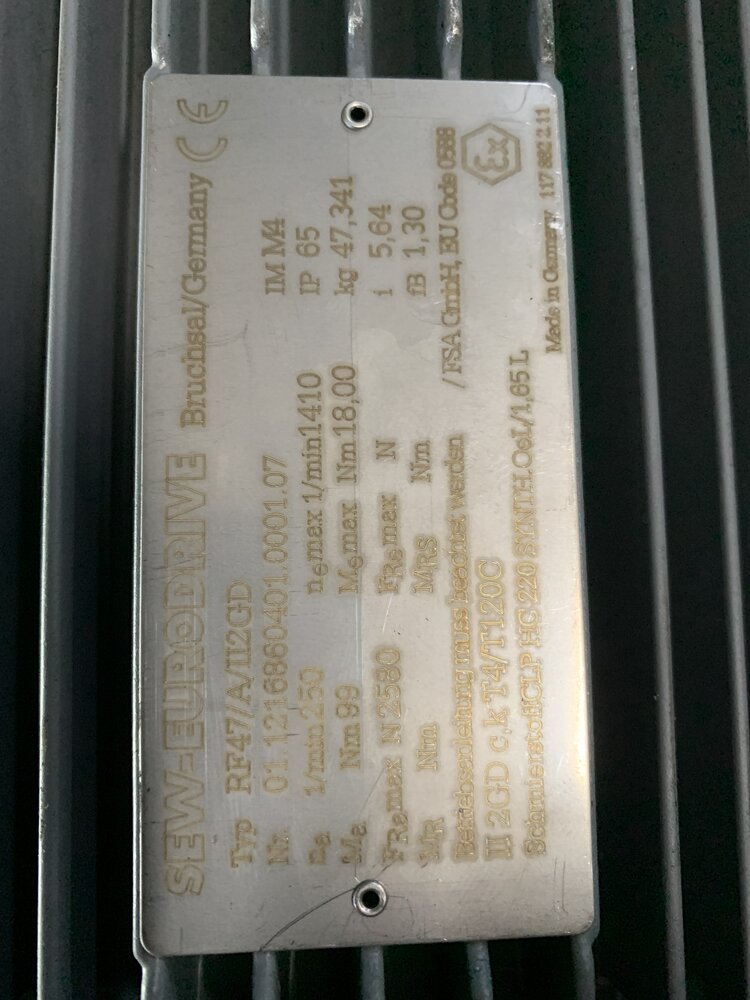 SEW-EURODRIVE Bruchsal/Germany CE
Typ RF47/A/II2GD
Nr. 01.1216860401.0001.07 IM M4
na 1/min 250 nemax 1/min 1410 IP 65
Ma Nm 99 Memax Nm 18,00 kg 47,341
FRamax N 2580 FRemax N i 5,64
MR Nm MRS Nm fB 1,30
Betriebsanleitung muss beachtet werden / FSA GmbH, EU Code 0588
II 2GD c,k T4/T120C Ex
Schmierstoff CLP HC 220 SYNTH.OeL/1,65 L
Made in Germany 117 882 2.11